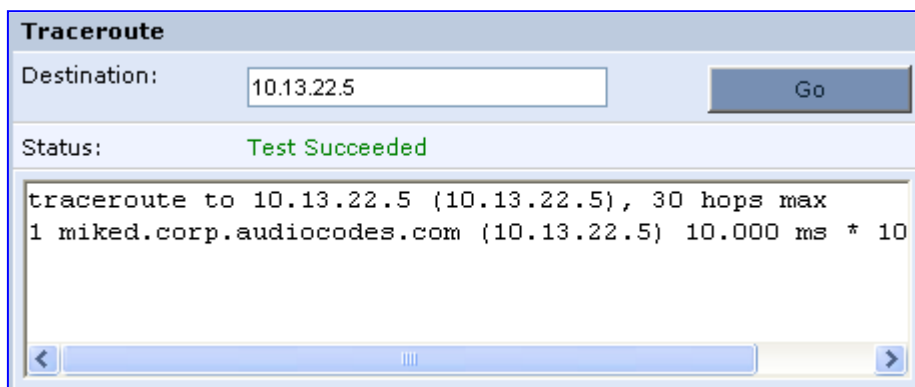 Traceroute
Destination:
10.13.22.5
Go
Status:
Test Succeeded
traceroute to 10.13.22.5 (10.13.22.5), 30 hops max
1 miked.corp.audiocodes.com (10.13.22.5) 10.000 ms * 10